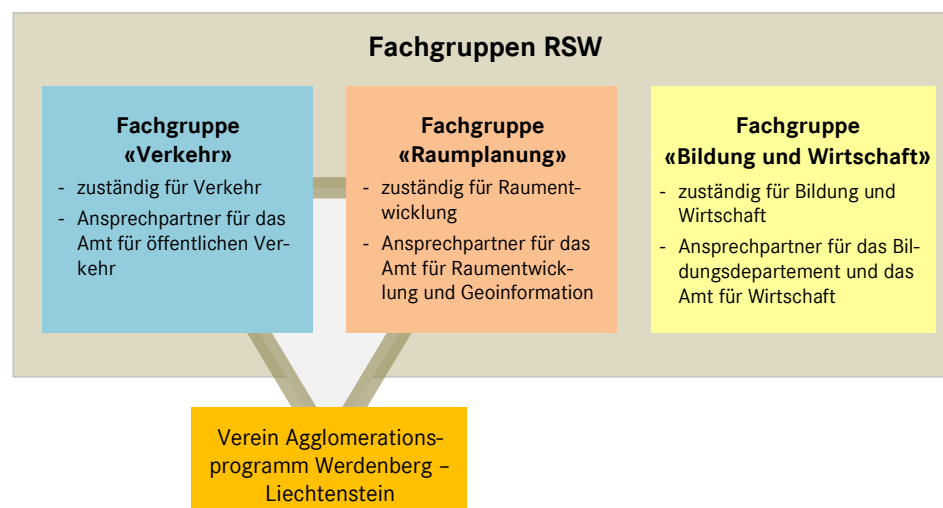 Fachgruppen RSW
Fachgruppe
«Verkehr»
- zuständig für Verkehr
- Ansprechpartner für das
Amt für öffentlichen Ver-
kehr
Fachgruppe
«Raumplanung»
- zuständig für Raument-
wicklung
- Ansprechpartner für das
Amt für Raumentwick-
lung und Geoinformation
Fachgruppe
«Bildung und Wirtschaft»
- zuständig für Bildung und
Wirtschaft
- Ansprechpartner für das Bil-
dungsdepartement und das
Amt für Wirtschaft
Verein Agglomerations-
programm Werdenberg –
Liechtenstein